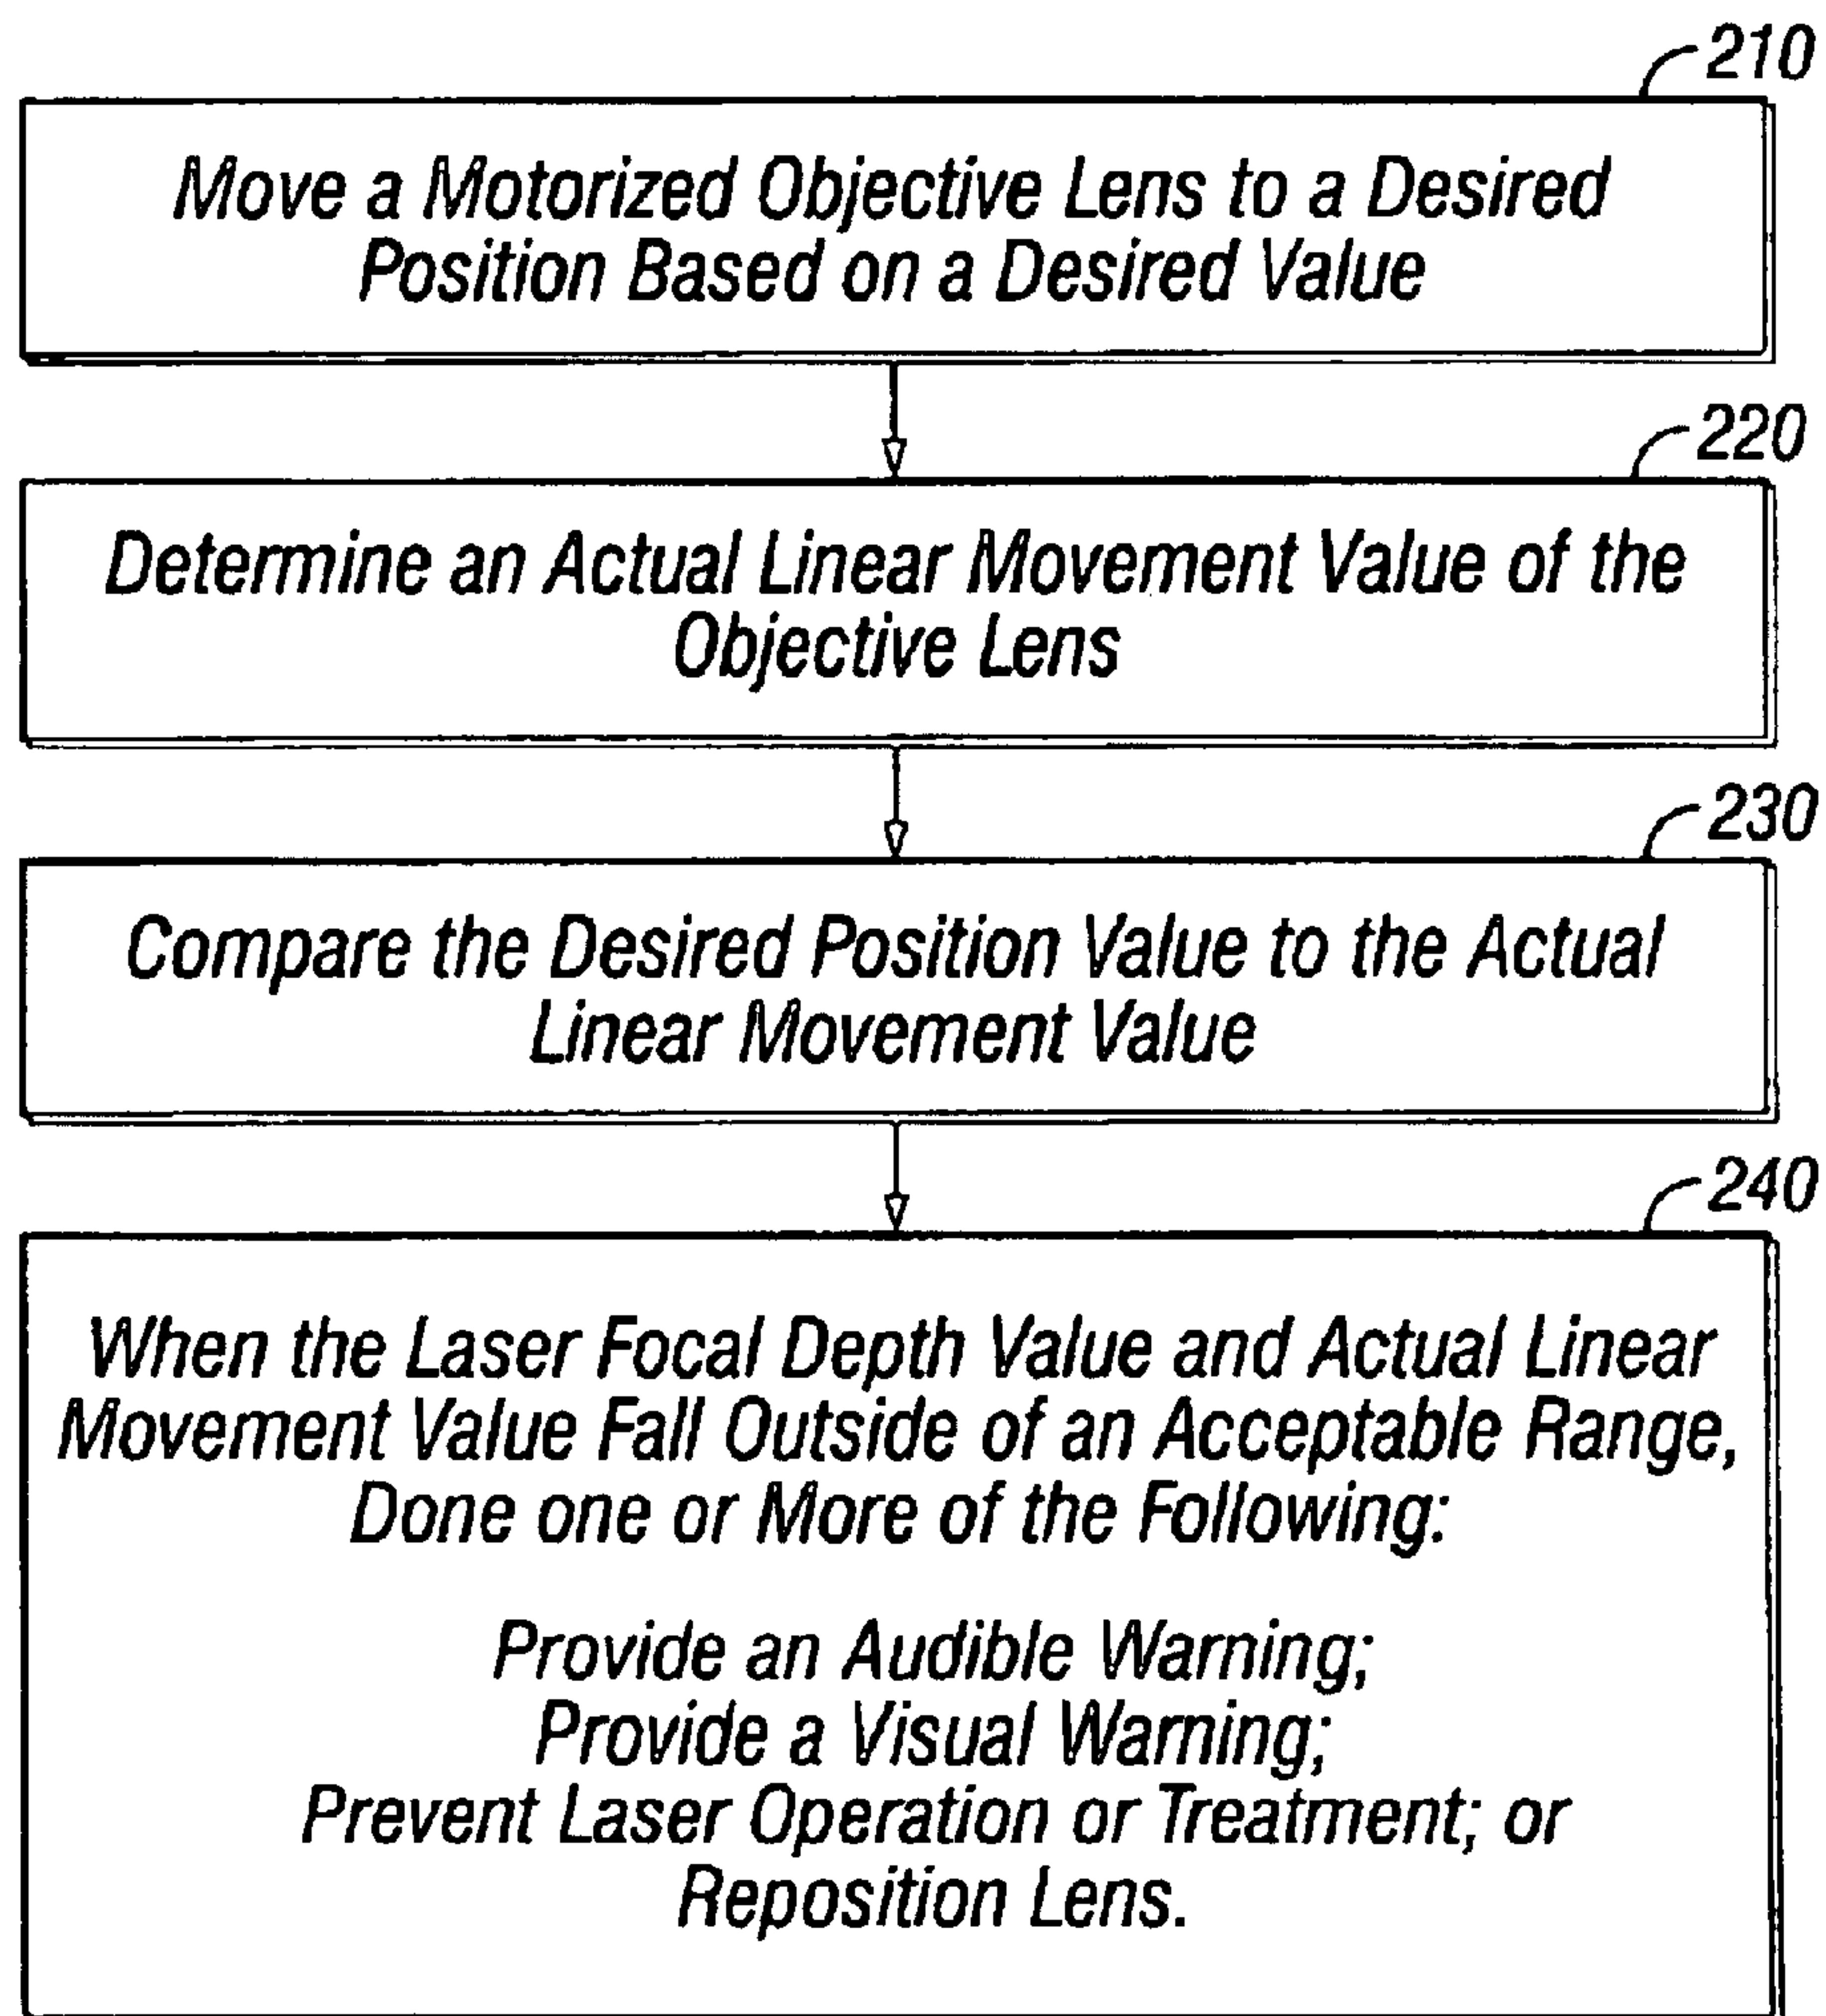 210
Move a Motorized Objective Lens to a Desired
Position Based on a Desired Value
220
Determine an Actual Linear Movement Value of the
Objective Lens
230
Compare the Desired Position Value to the Actual
Linear Movement Value
240
When the Laser Focal Depth Value and Actual Linear
Movement Value Fall Outside of an Acceptable Range,
Done one or More of the Following:
Provide an Audible Warning;
Provide a Visual Warning;
Prevent Laser Operation or Treatment; or
Reposition Lens.